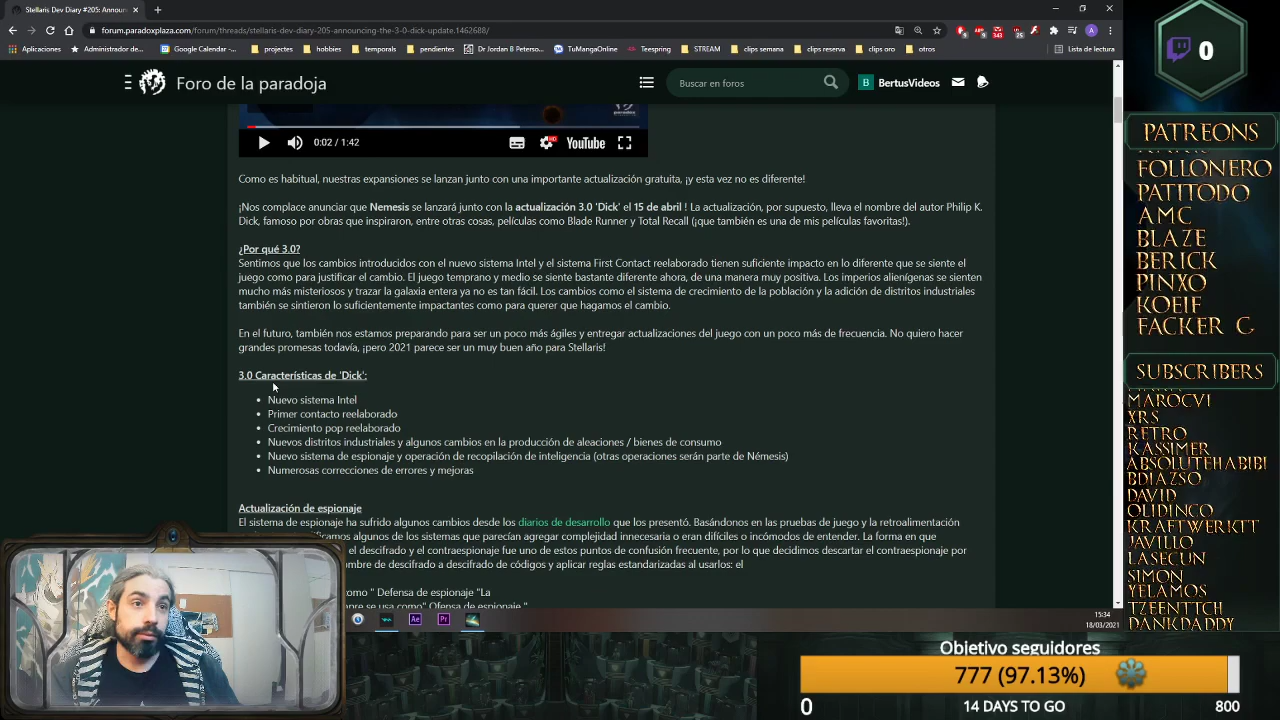 Stellaris Dev Diary #205: Announ
forum.paradoxplaza.com/forum/threads/stellaris-dev-diary-205-announcing-the-3-0-dick-update.1462688/
Aplicaciones
Administrador de...
Google Calendar -...
projectes
hobbies
temporals
pendientes
Dr Jordan B Peterso...
TuMangaOnline
Teespring
STREAM
clips semana
clips reserva
clips oro
otros
Lista de lectura
Foro de la paradoja
Buscar en foros
B BertusVideos
0:02 / 1:42
YouTube
Como es habitual, nuestras expansiones se lanzan junto con una importante actualización gratuita, ¡y esta vez no es diferente!
¡Nos complace anunciar que Nemesis se lanzará junto con la actualización 3.0 'Dick' el 15 de abril ! La actualización, por supuesto, lleva el nombre del autor Philip K.
Dick, famoso por obras que inspiraron, entre otras cosas, películas como Blade Runner y Total Recall (¡que también es una de mis películas favoritas!).
¿Por qué 3.0?
Sentimos que los cambios introducidos con el nuevo sistema Intel y el sistema First Contact reelaborado tienen suficiente impacto en lo diferente que se siente el
juego como para justificar el cambio. El juego temprano y medio se siente bastante diferente ahora, de una manera muy positiva. Los imperios alienígenas se sienten
mucho más misteriosos y trazar la galaxia entera ya no es tan fácil. Los cambios como el sistema de crecimiento de la población y la adición de distritos industriales
también se sintieron lo suficientemente impactantes como para querer que hagamos el cambio.
En el futuro, también nos estamos preparando para ser un poco más ágiles y entregar actualizaciones del juego con un poco más de frecuencia. No quiero hacer
grandes promesas todavía, ¡pero 2021 parece ser un muy buen año para Stellaris!
3.0 Características de 'Dick':
• Nuevo sistema Intel
• Primer contacto reelaborado
• Crecimiento pop reelaborado
• Nuevos distritos industriales y algunos cambios en la producción de aleaciones / bienes de consumo
• Nuevo sistema de espionaje y operación de recopilación de inteligencia (otras operaciones serán parte de Némesis)
• Numerosas correcciones de errores y mejoras
Actualización de espionaje
El sistema de espionaje ha sufrido algunos cambios desde los diarios de desarrollo que los presentó. Basándonos en las pruebas de juego y la retroalimentación
ificamos algunos de los sistemas que parecían agregar complejidad innecesaria o eran difíciles o incómodos de entender. La forma en que
el descifrado y el contraespionaje fue uno de estos puntos de confusión frecuente, por lo que decidimos descartar el contraespionaje por
mbre de descifrado a descifrado de códigos y aplicar reglas estandarizadas al usarlos: el
como " Defensa de espionaje "La
mpre se usa como" Ofensa de espionaje "
15:34
18/03/2021
0
PATREONS
FOLLONERO
PATITODO
AMC
BLAZE
BERICK
PINXO
KOEIF
FACKER G
SUBSCRIBERS
MAROCVI
XRS
RETRO
KASSIMER
ABSOLUTEHABIBI
BDIAZSO
DAVID
OLIDINCO
KRAFTWERKTT
JAVILLO
LASECUN
SIMON
YELAMOS
TZEENTTCH
DANKPADDY
Objetivo seguidores
777 (97.13%)
0 14 DAYS TO GO 800